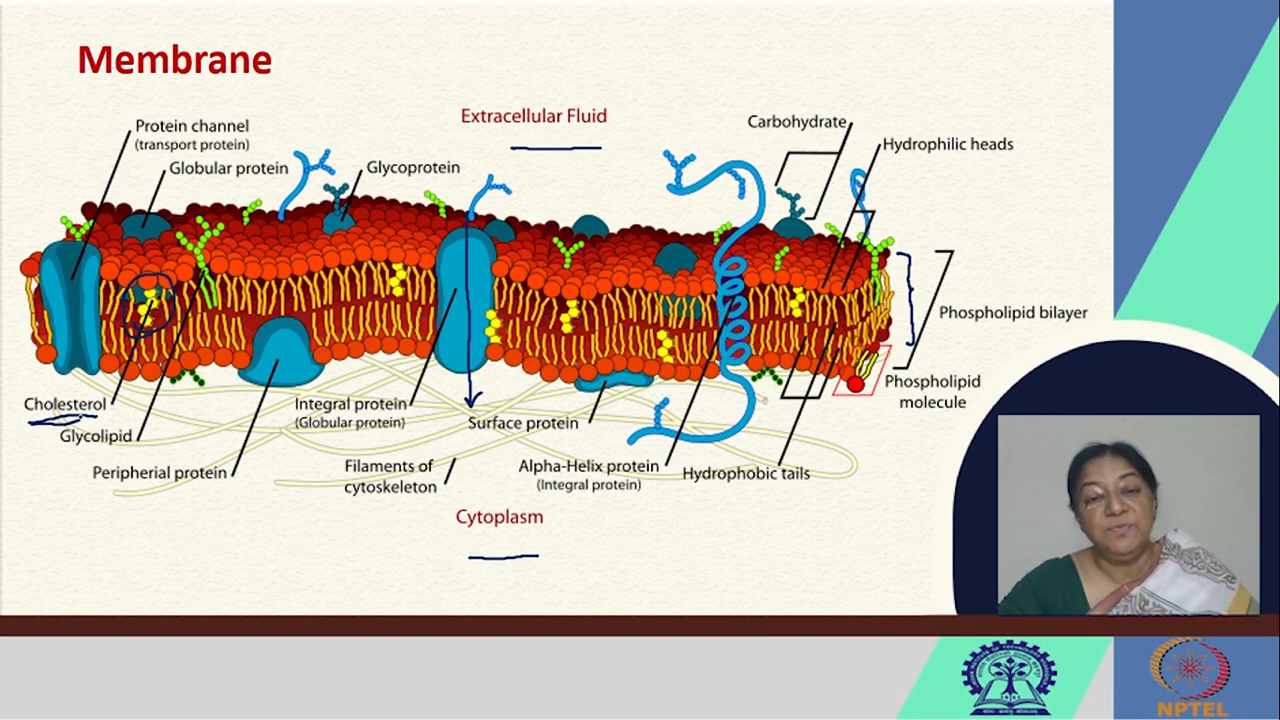 Membrane
Extracellular Fluid
Protein channel
(transport protein)
Globular protein
Glycoprotein
Carbohydrate
Hydrophilic heads
Phospholipid bilayer
Phospholipid
molecule
Cholesterol
Glycolipid
Peripherial protein
Integral protein
(Globular protein)
Filaments of
cytoskeleton
Surface protein
Alpha-Helix protein
(Integral protein)
Hydrophobic tails
Cytoplasm
NPTEL